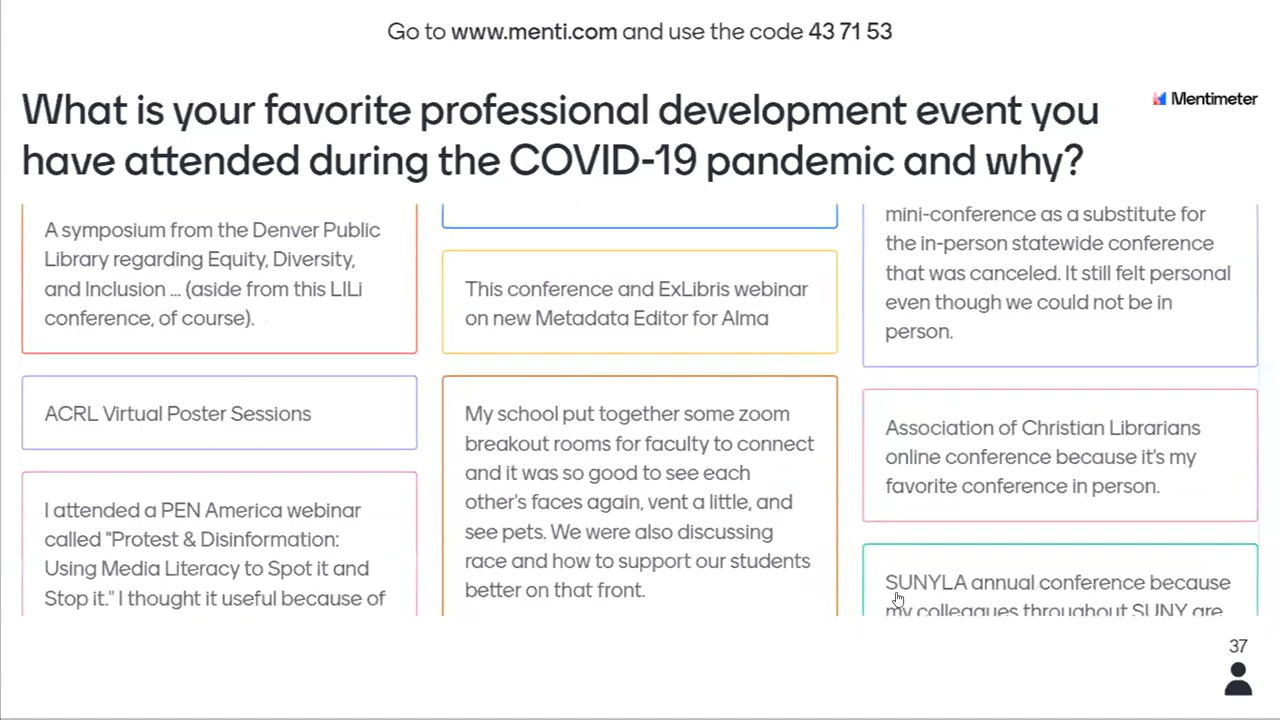 Go to www.menti.com and use the code 43 71 53
What is your favorite professional development event you
have attended during the COVID-19 pandemic and why?
Mentimeter
A symposium from the Denver Public
Library regarding Equity, Diversity,
and Inclusion ... (aside from this LILi
conference, of course).
ACRL Virtual Poster Sessions
I attended a PEN America webinar
called "Protest & Disinformation:
Using Media Literacy to Spot it and
Stop it." I thought it useful because of
This conference and ExLibris webinar
on new Metadata Editor for Alma
My school put together some zoom
breakout rooms for faculty to connect
and it was so good to see each
other's faces again, vent a little, and
see pets. We were also discussing
race and how to support our students
better on that front.
mini-conference as a substitute for
the in-person statewide conference
that was canceled. It still felt personal
even though we could not be in
person.
Association of Christian Librarians
online conference because it's my
favorite conference in person.
SUNYLA annual conference because
my colleagues throughout SUNY are
37